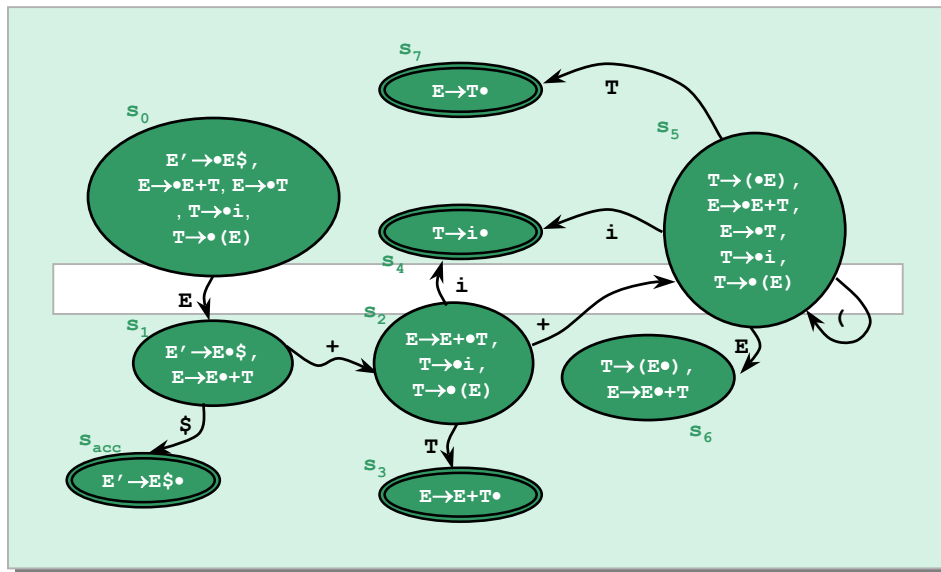 s7
E→T•
T
s0
s5
E′→•E$,
E→•E+T, E→•T
, T→•i,
T→•(E)
T→(•E),
E→•E+T,
E→•T,
T→•i,
T→•(E)
T→i•
i
s4
i
E
s1
s2
+
(
E′→E•$,
E→E•+T
+
E→E+•T,
T→•i,
T→•(E)
E
T→(E•),
E→E•+T
s6
$
sacc
T
s3
E′→E$•
E→E+T•